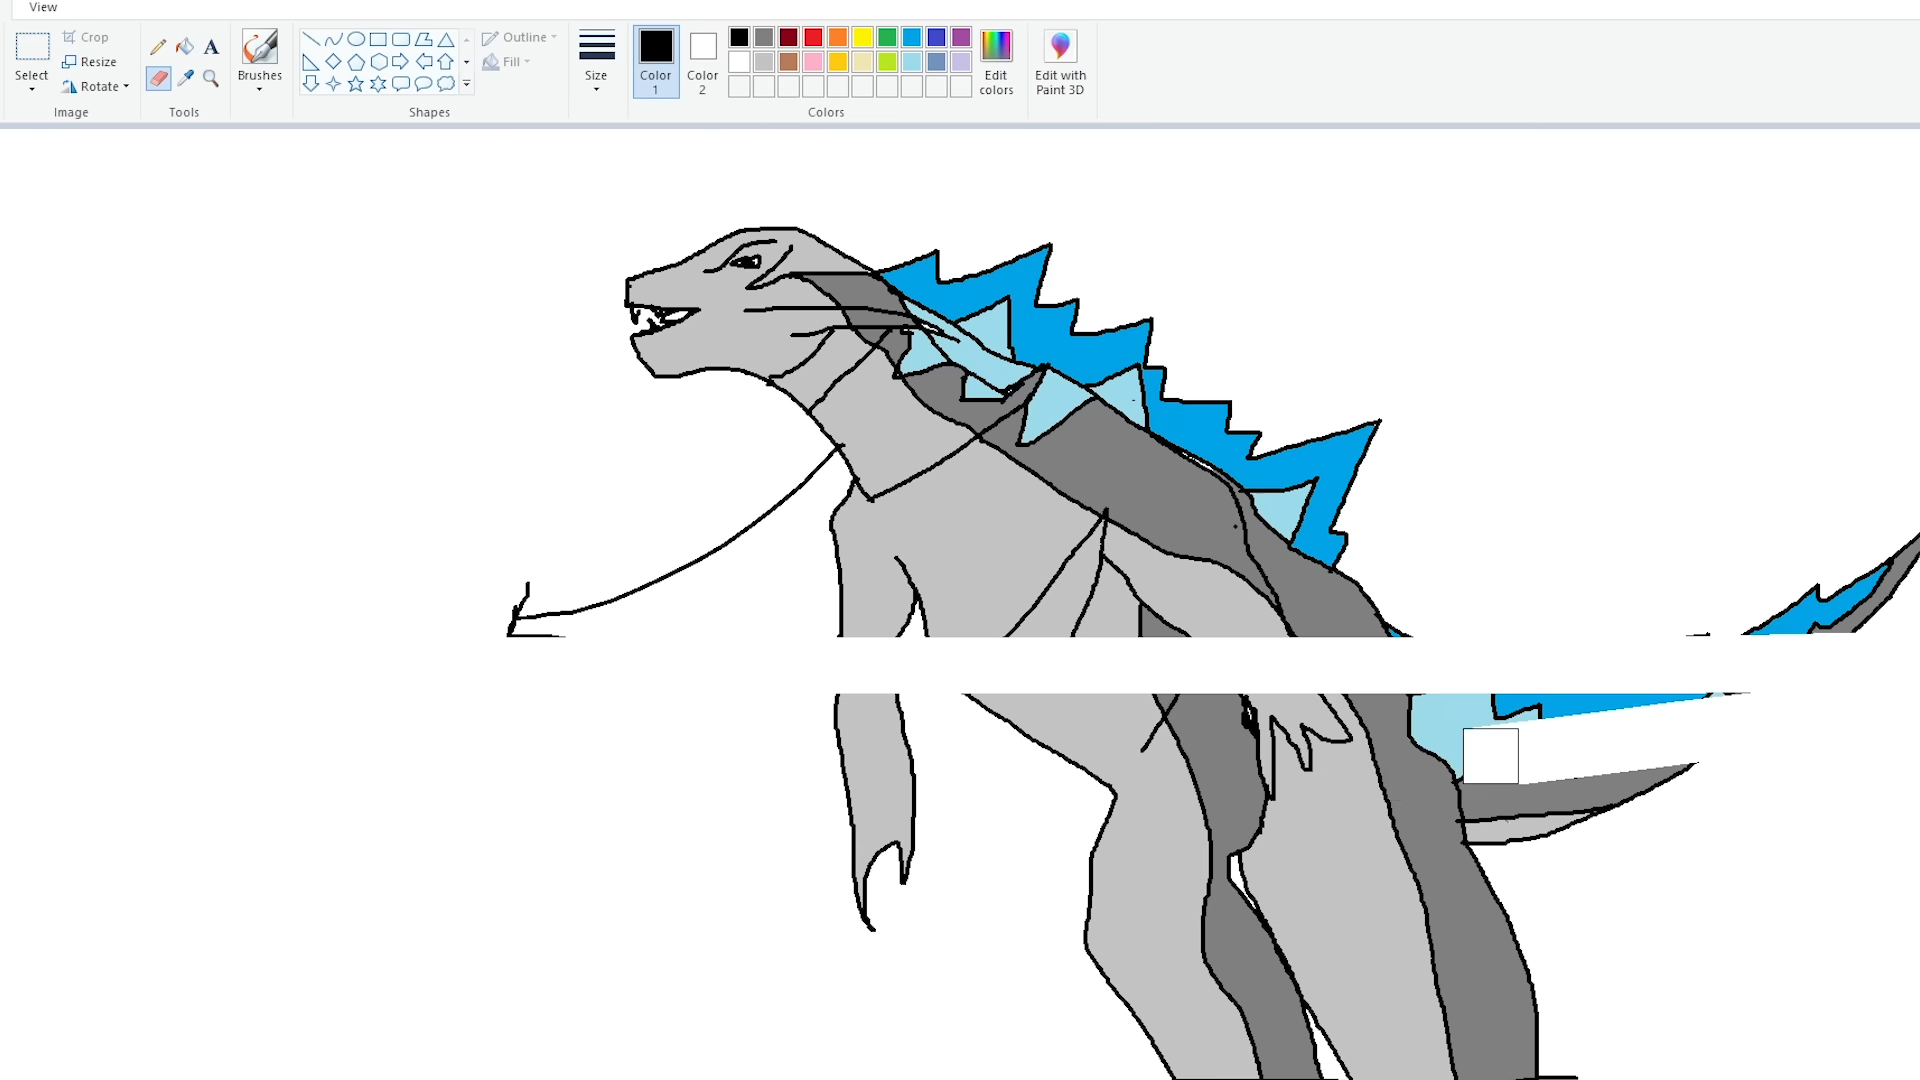 View
Select
Crop
Resize
Rotate
Image
A
Tools
Brushes
Shapes
Outline
Fill
Size
Color
1
Color
2
Edit
colors
Colors
Edit with
Paint 3D